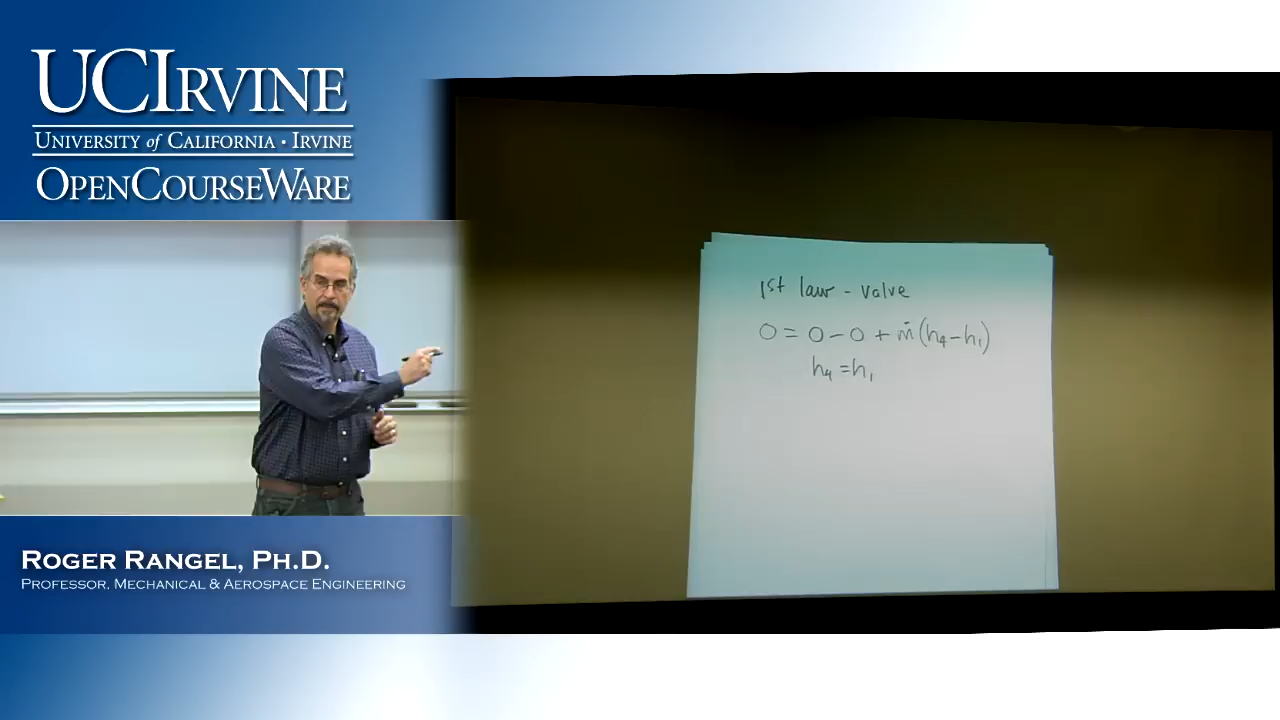 UCIRVINE
UNIVERSITY of CALIFORNIA · IRVINE
OPENCOURSEWARE
1st law - valve
0 = 0 - 0 + ṁ(h4 - h1)
h4 = h1
ROGER RANGEL, PH.D.
PROFESSOR, MECHANICAL & AEROSPACE ENGINEERING